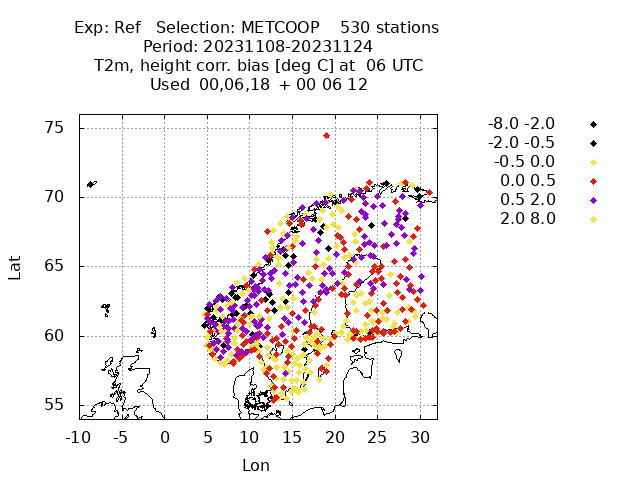 Exp: Ref   Selection: METCOOP    530 stations
Period: 20231108-20231124
T2m, height corr. bias [deg C] at  06 UTC
Used 00,06,18  + 00 06 12
-8.0 -2.0
-2.0 -0.5
-0.5 0.0
0.0 0.5
0.5 2.0
2.0 8.0
75
70
65
60
55
Lat
-10 -5 0 5 10 15 20 25 30
Lon